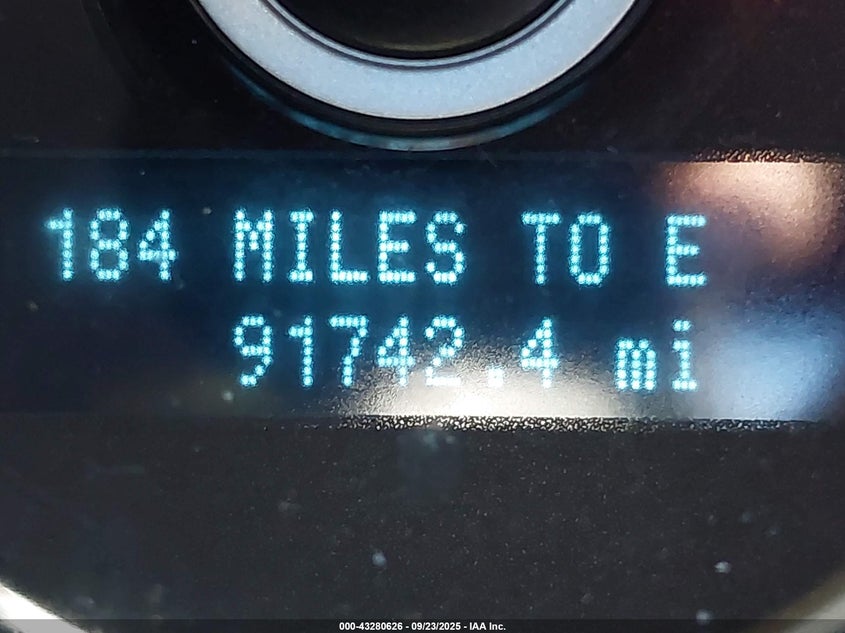 184 MILES TO E
91742.4 mi
000-43280626 - 09/23/2025 - IAA Inc.